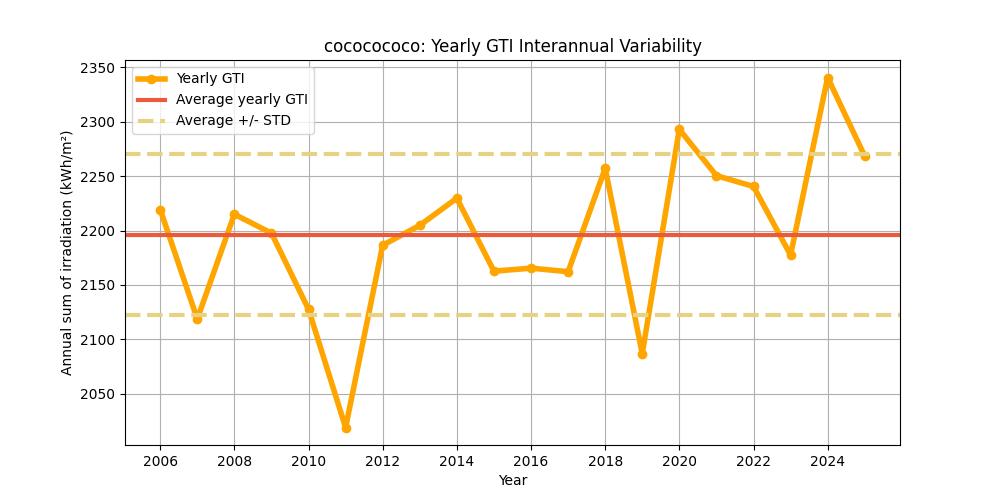 cococococo: Yearly GTI Interannual Variability
Yearly GTI
Average yearly GTI
Average +/- STD
Annual sum of irradiation (kWh/m²)
2350
2300
2250
2200
2150
2100
2050
2006 2008 2010 2012 2014 2016 2018 2020 2022 2024
Year